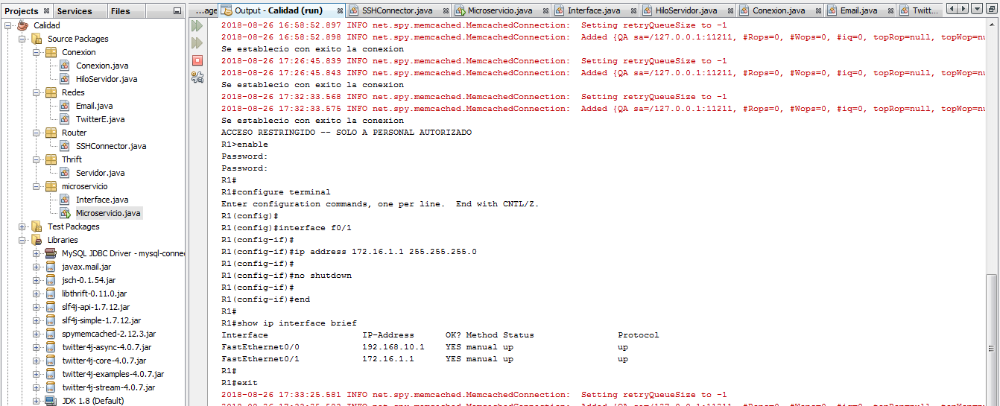 Projects
Services
Files
Calidad
Source Packages
Conexion
Conexion.java
HiloServidor.java
Redes
Email.java
TwitterE.java
Router
SSHConnector.java
Thrift
Servidor.java
microservicio
Interface.java
Microservicio.java
Test Packages
Libraries
MySQL JDBC Driver - mysql-conne
javax.mail.jar
jsch-0.1.54.jar
libthrift-0.11.0.jar
slf4j-api-1.7.12.jar
slf4j-simple-1.7.12.jar
spymemcached-2.12.3.jar
twitter4j-async-4.0.7.jar
twitter4j-core-4.0.7.jar
twitter4j-examples-4.0.7.jar
twitter4j-stream-4.0.7.jar
JDK 1.8 (Default)
...age
Output - Calidad (run)
SSHConnector.java
Microservicio.java
Interface.java
HiloServidor.java
Conexion.java
Email.java
Twitt...
2018-08-26 16:58:52.897 INFO net.spy.memcached.MemcachedConnection:  Setting retryQueueSize to -1
2018-08-26 16:58:52.898 INFO net.spy.memcached.MemcachedConnection:  Added {QA sa=/127.0.0.1:11211, #Rops=0, #Wops=0, #iq=0, topRop=null, topWop=nu
Se establecio con exito la conexion
2018-08-26 17:26:45.839 INFO net.spy.memcached.MemcachedConnection:  Setting retryQueueSize to -1
2018-08-26 17:26:45.843 INFO net.spy.memcached.MemcachedConnection:  Added {QA sa=/127.0.0.1:11211, #Rops=0, #Wops=0, #iq=0, topRop=null, topWop=nu
Se establecio con exito la conexion
2018-08-26 17:32:33.568 INFO net.spy.memcached.MemcachedConnection:  Setting retryQueueSize to -1
2018-08-26 17:32:33.575 INFO net.spy.memcached.MemcachedConnection:  Added {QA sa=/127.0.0.1:11211, #Rops=0, #Wops=0, #iq=0, topRop=null, topWop=nu
Se establecio con exito la conexion
ACCESO RESTRINGIDO -- SOLO A PERSONAL AUTORIZADO
R1>enable
Password:
Password:
R1#
R1#configure terminal
Enter configuration commands, one per line.  End with CNTL/Z.
R1(config)#
R1(config)#interface f0/1
R1(config-if)#
R1(config-if)#ip address 172.16.1.1 255.255.255.0
R1(config-if)#
R1(config-if)#no shutdown
R1(config-if)#
R1(config-if)#end
R1#
R1#show ip interface brief
Interface                  IP-Address      OK? Method Status                Protocol
FastEthernet0/0            192.168.10.1    YES manual up                    up
FastEthernet0/1            172.16.1.1      YES manual up                    up
R1#
R1#exit
2018-08-26 17:33:25.581 INFO net.spy.memcached.MemcachedConnection:  Setting retryQueueSize to -1